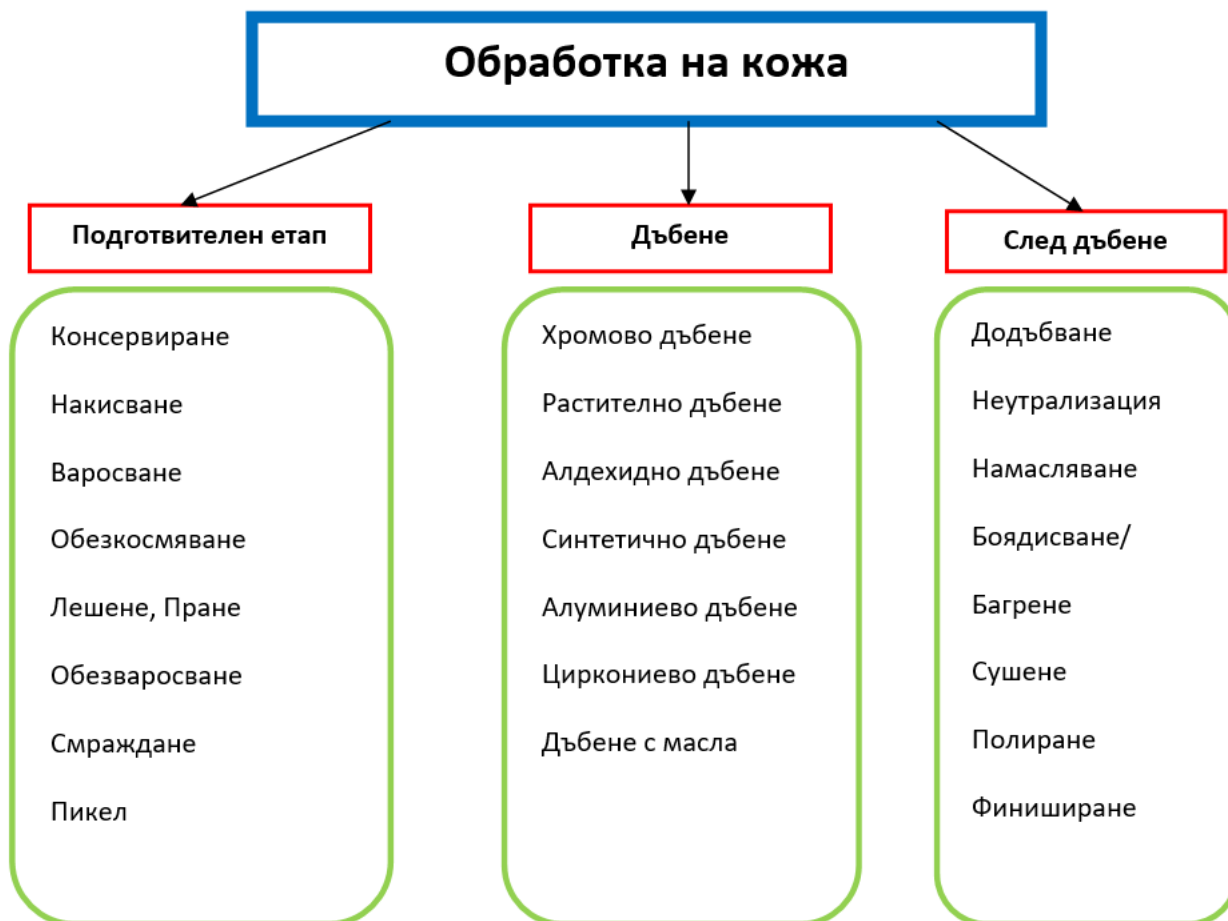 Обработка на кожа
Подготвителен етап
Консервиране
Накисване
Варосване
Обезкосмяване
Лешене, Пране
Обезваросване
Смраждане
Пикел
Дъбене
Хромово дъбене
Растително дъбене
Алдехидно дъбене
Синтетично дъбене
Алуминиево дъбене
Циркониево дъбене
Дъбене с масла
След дъбене
Додъбване
Неутрализация
Намасляване
Боядисване/
Багрене
Сушене
Полиране
Финиширане